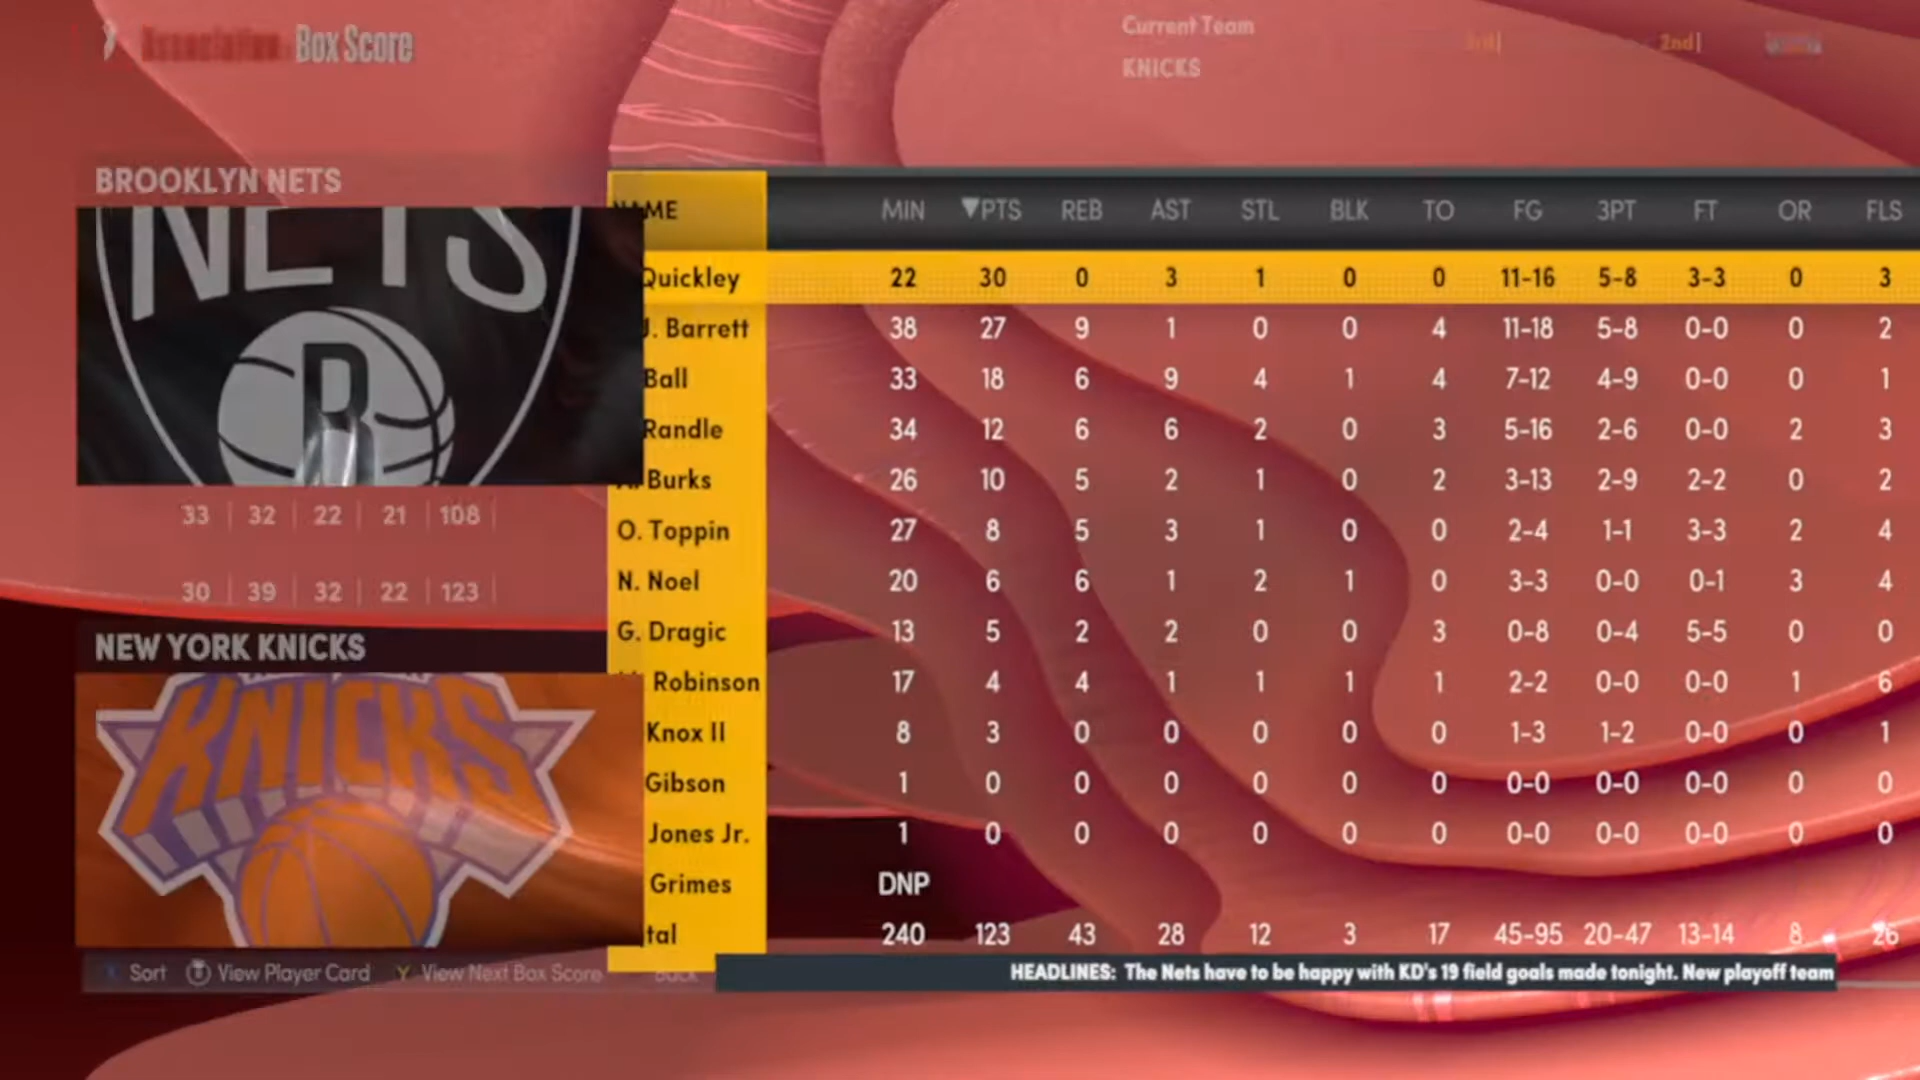 Association Box Score
Current Team
KNICKS
2nd
BROOKLYN NETS
NETS
B
33 32 22 21 108
30 39 32 22 123
NEW YORK KNICKS
KNICKS
NAME MIN ▼PTS REB AST STL BLK TO FG 3PT FT OR FLS
Quickley 22 30 0 3 1 0 0 11-16 5-8 3-3 0 3
J. Barrett 38 27 9 1 0 0 4 11-18 5-8 0-0 0 2
Ball 33 18 6 9 4 1 4 7-12 4-9 0-0 0 1
Randle 34 12 6 6 2 0 3 5-16 2-6 0-0 2 3
Burks 26 10 5 2 1 0 2 3-13 2-9 2-2 0 2
O. Toppin 27 8 5 3 1 0 0 2-4 1-1 3-3 2 4
N. Noel 20 6 6 1 2 1 0 3-3 0-0 0-1 3 4
G. Dragic 13 5 2 2 0 0 3 0-8 0-4 5-5 0 0
Robinson 17 4 4 1 1 1 1 2-2 0-0 0-0 1 6
Knox II 8 3 0 0 0 0 0 1-3 1-2 0-0 0 1
Gibson 1 0 0 0 0 0 0 0-0 0-0 0-0 0 0
Jones Jr. 1 0 0 0 0 0 0 0-0 0-0 0-0 0 0
Grimes DNP
tal 240 123 43 28 12 3 17 45-95 20-47 13-14 8 26
X Sort View Player Card Y View Next Box Score Back
HEADLINES: The Nets have to be happy with KD's 19 field goals made tonight. New playoff team